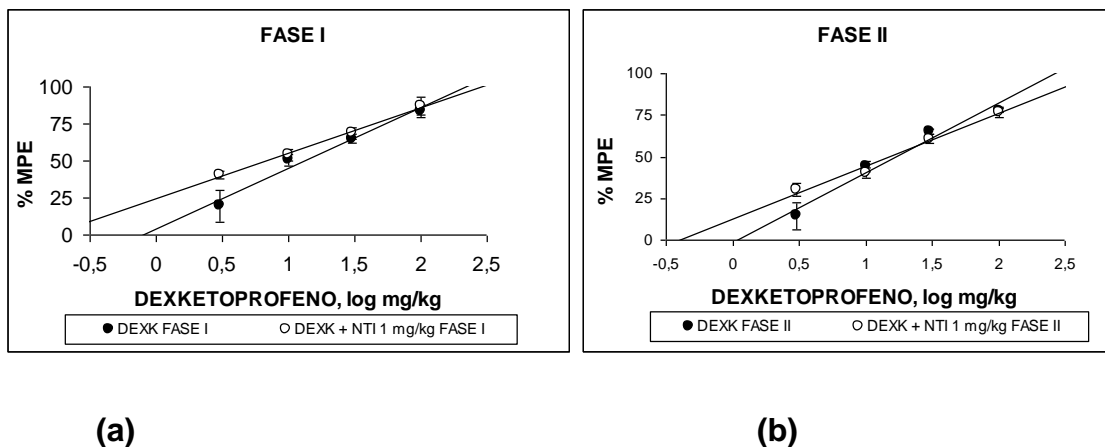 FASE I
100
75
50
25
0
% MPE
-0,5 0 0,5 1 1,5 2 2,5
DEXKETOPROFENO, log mg/kg
DEXK FASE I DEXK + NTI 1 mg/kg FASE I
(a)
FASE II
100
75
50
25
0
% MPE
-0,5 0 0,5 1 1,5 2 2,5
DEXKETOPROFENO, log mg/kg
DEXK FASE II DEXK + NTI 1 mg/kg FASE II
(b)